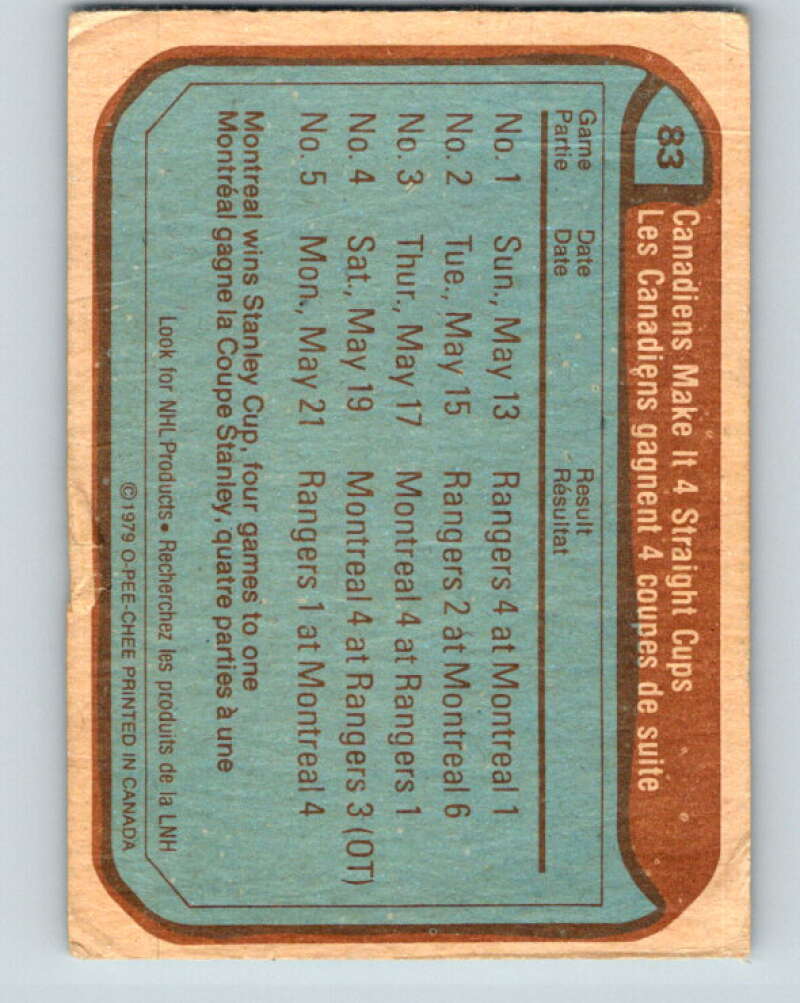 83
Canadiens Make It 4 Straight Cups
Les Canadiens gagnent 4 coupes de suite
Game Date Result
Partie Date Résultat
No. 1 Sun., May 13 Rangers 4 at Montreal 1
No. 2 Tue., May 15 Rangers 2 at Montreal 6
No. 3 Thur., May 17 Montreal 4 at Rangers 1
No. 4 Sat., May 19 Montreal 4 at Rangers 3 (OT)
No. 5 Mon., May 21 Rangers 1 at Montreal 4
Montreal wins Stanley Cup, four games to one
Montréal gagne la Coupe Stanley, quatre parties à une
Look for NHL Products • Recherchez les produits de la LNH
©1979 O-PEE-CHEE PRINTED IN CANADA